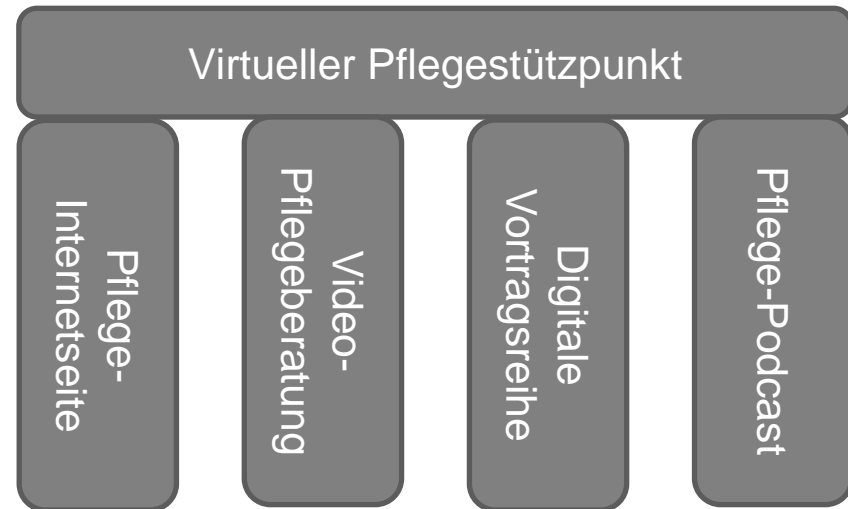 Virtueller Pflegestützpunkt
Pflege-
Internetseite
Video-
Pflegeberatung
Digitale
Vortragsreihe
Pflege-Podcast